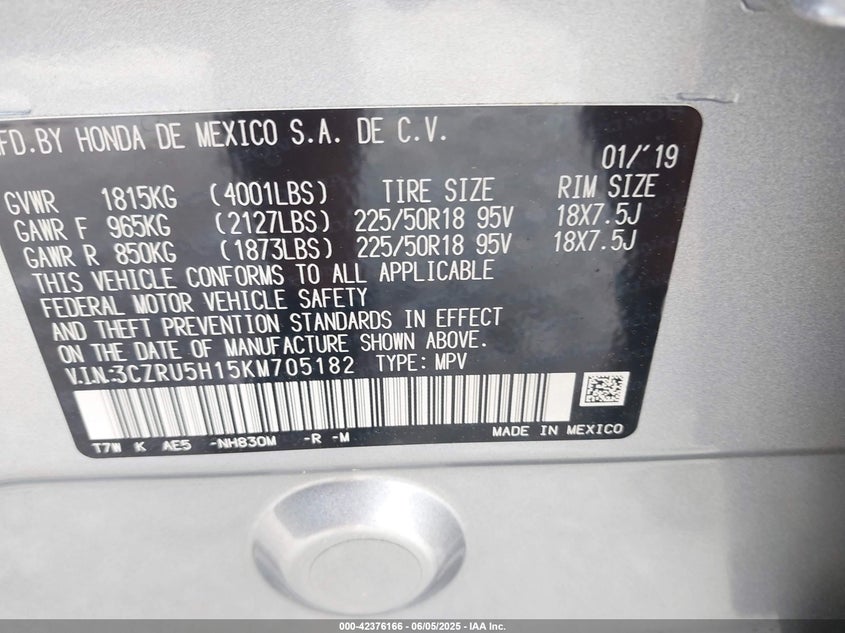 FD. BY HONDA DE MEXICO S.A. DE C.V.
01/'19
GVWR 1815KG (4001LBS) TIRE SIZE RIM SIZE
GAWR F 965KG (2127LBS) 225/50R18 95V 18X7.5J
GAWR R 850KG (1873LBS) 225/50R18 95V 18X7.5J
THIS VEHICLE CONFORMS TO ALL APPLICABLE
FEDERAL MOTOR VEHICLE SAFETY
AND THEFT PREVENTION STANDARDS IN EFFECT
ON THE DATE OF MANUFACTURE SHOWN ABOVE.
V.I.N:3CZRU5H15KM705182 TYPE: MPV
T7W K AE5 -NH830M -R -M MADE IN MEXICO
000-42376166 - 06/05/2025 - IAA Inc.